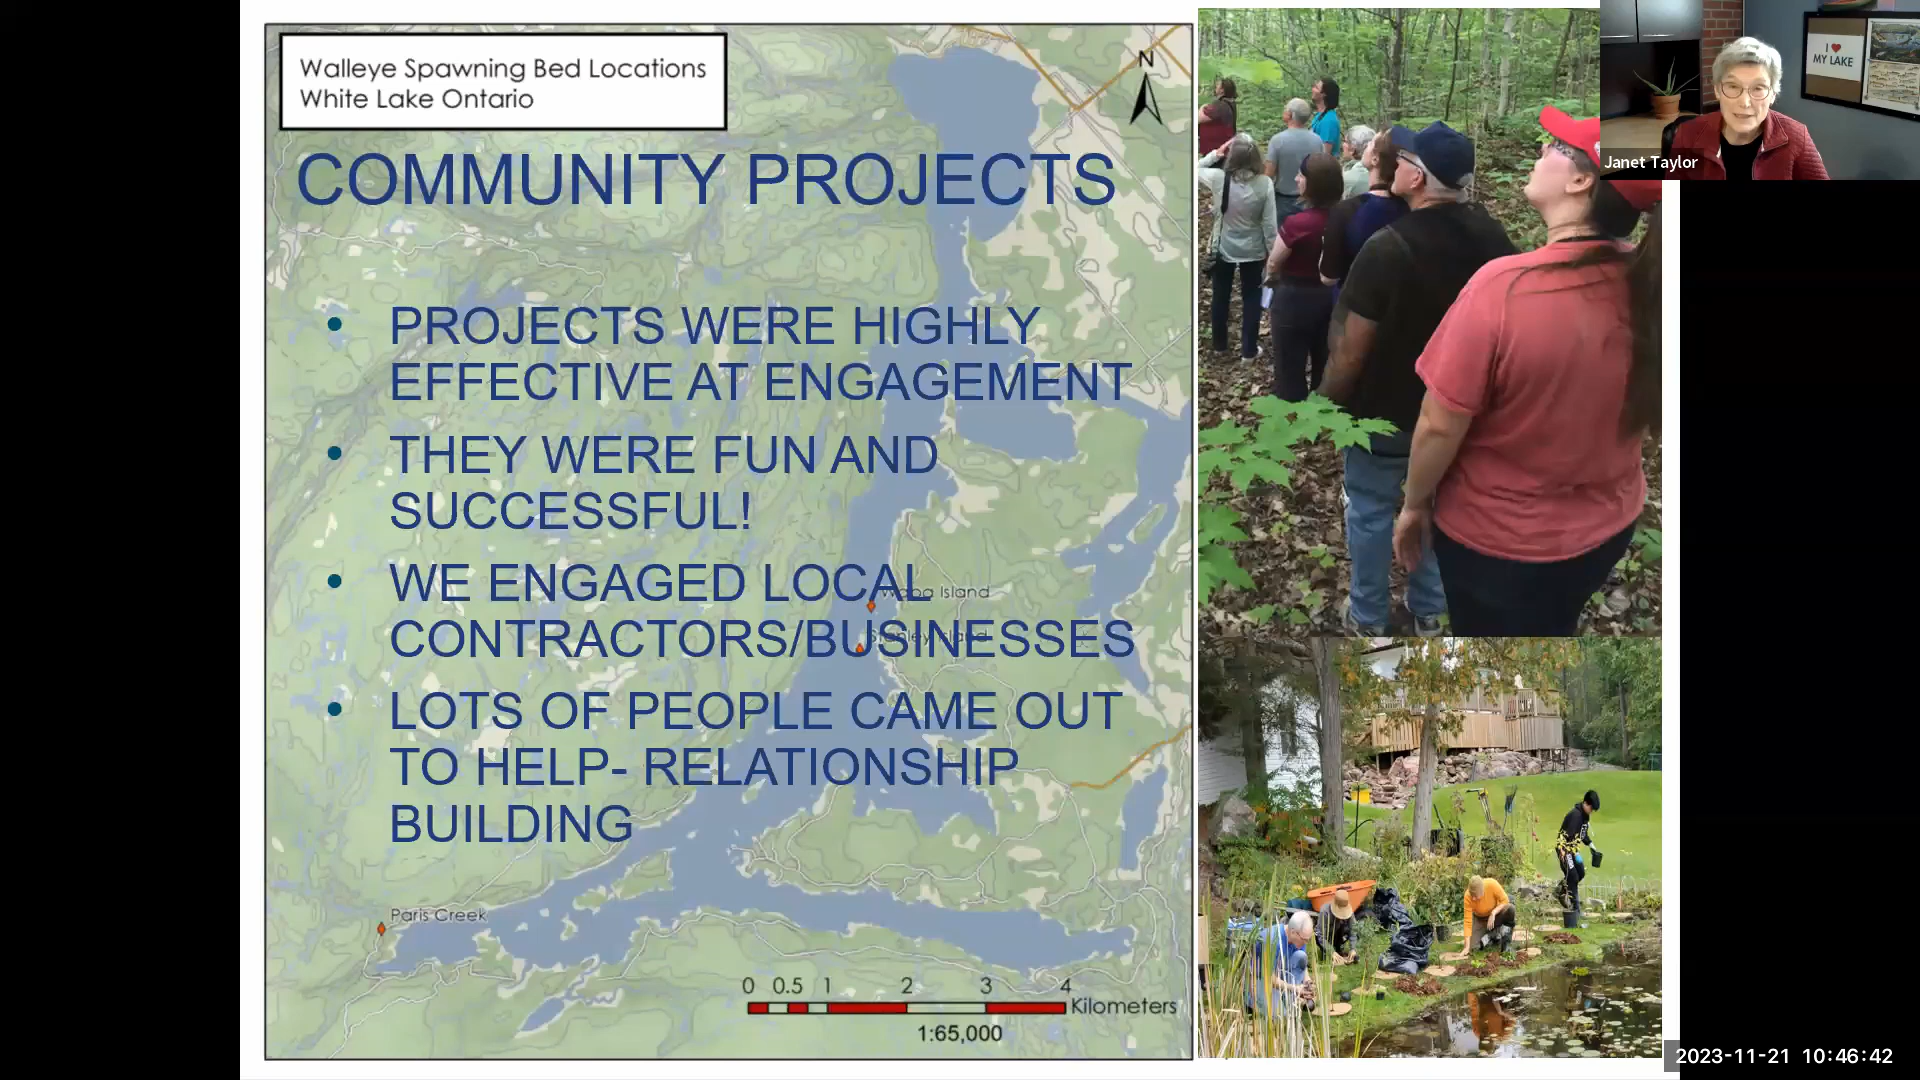 Walleye Spawning Bed Locations
White Lake Ontario
N
COMMUNITY PROJECTS
• PROJECTS WERE HIGHLY
EFFECTIVE AT ENGAGEMENT
• THEY WERE FUN AND
SUCCESSFUL!
• WE ENGAGED LOCAL
CONTRACTORS/BUSINESSES
• LOTS OF PEOPLE CAME OUT
TO HELP- RELATIONSHIP
BUILDING
Island
Paris Creek
0 0.5 1 2 3 4
Kilometers
1:65,000
I ♥
MY LAKE
Janet Taylor
2023-11-21 10:46:42